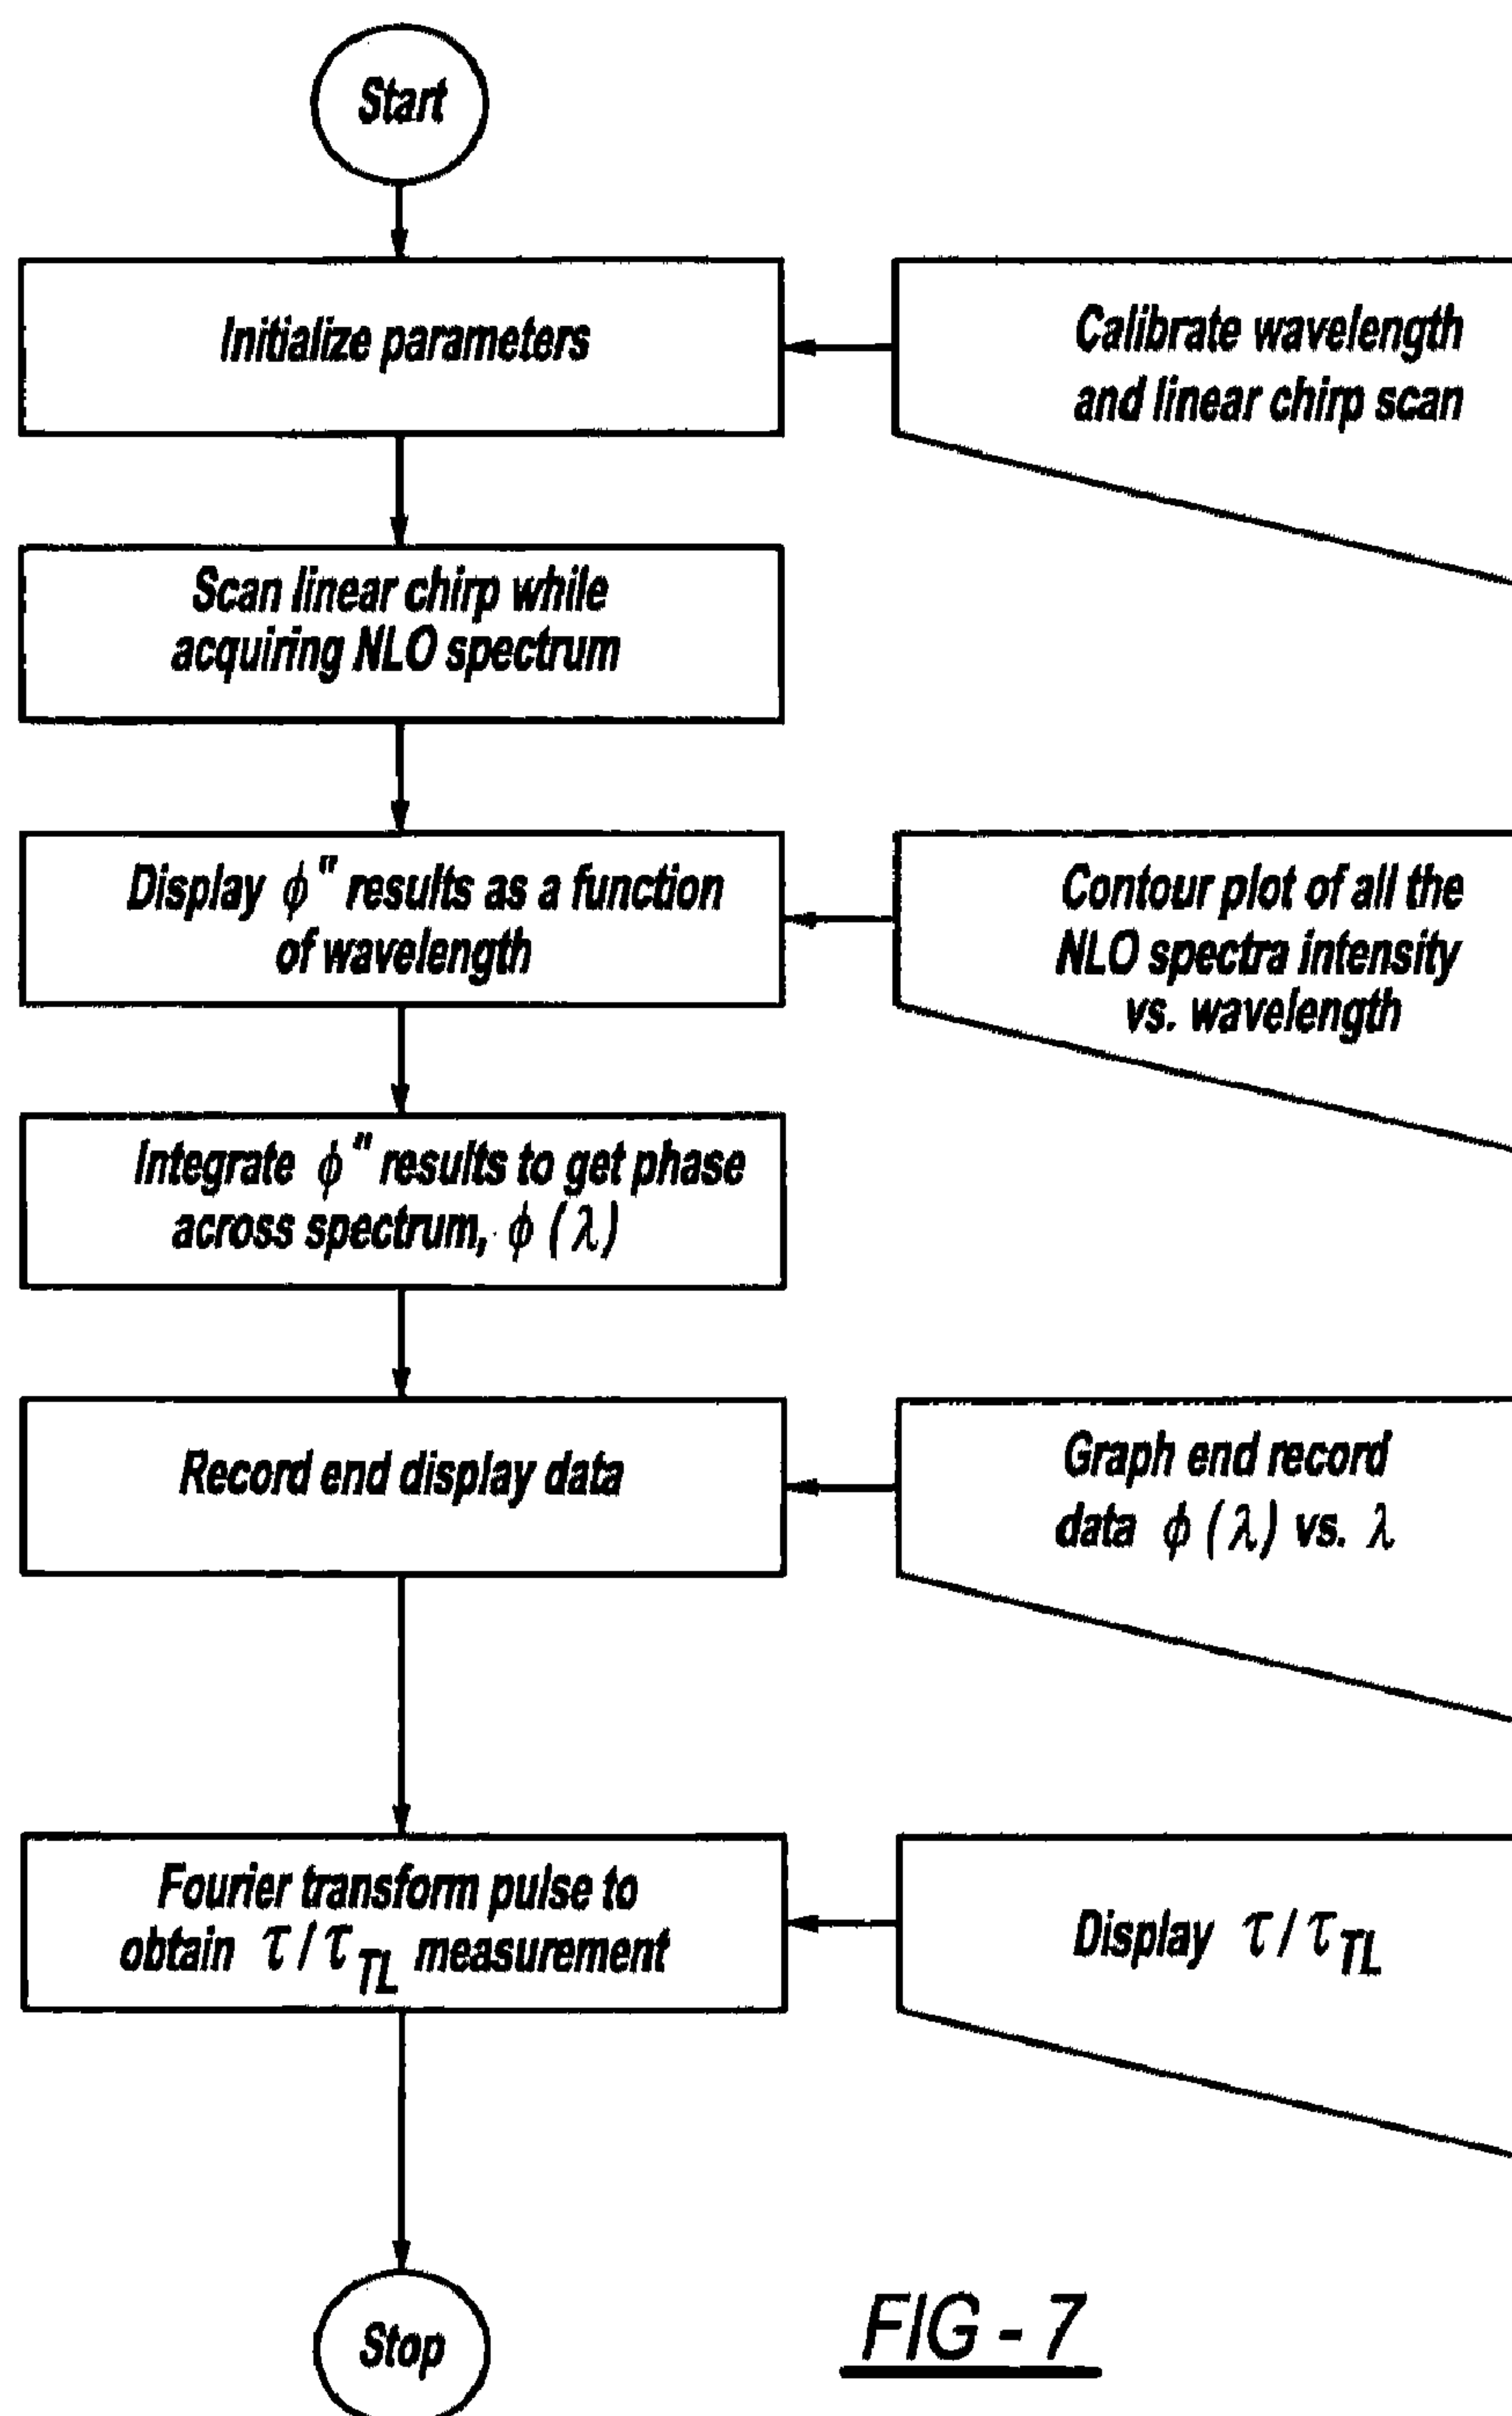 Start
Initialize parameters
Calibrate wavelength
and linear chirp scan
Scan linear chirp while
acquiring NLO spectrum
Display ϕ" results as a function
of wavelength
Contour plot of all the
NLO spectra intensity
vs. wavelength
Integrate ϕ" results to get phase
across spectrum, ϕ (λ)
Record end display data
Graph end record
data ϕ (λ) vs. λ
Fourier transform pulse to
obtain τ / τTL measurement
Display τ / τTL
Stop
FIG - 7